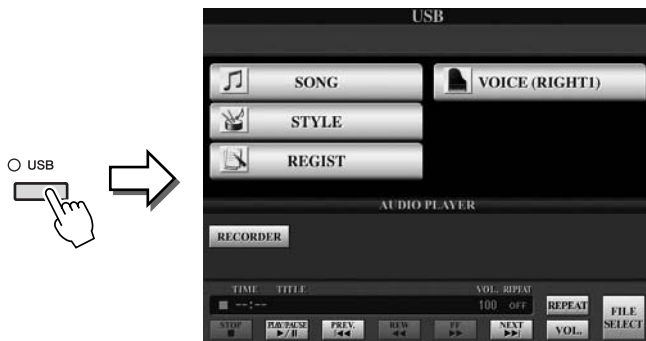 USB
USB
SONG
VOICE (RIGHT1)
STYLE
REGIST
AUDIO PLAYER
RECORDER
TIME TITLE VOL. REPEAT
--:-- 100 OFF
REPEAT
FILE SELECT
STOP
PLAY/PAUSE
PREV.
REW
FF
NEXT
VOL.